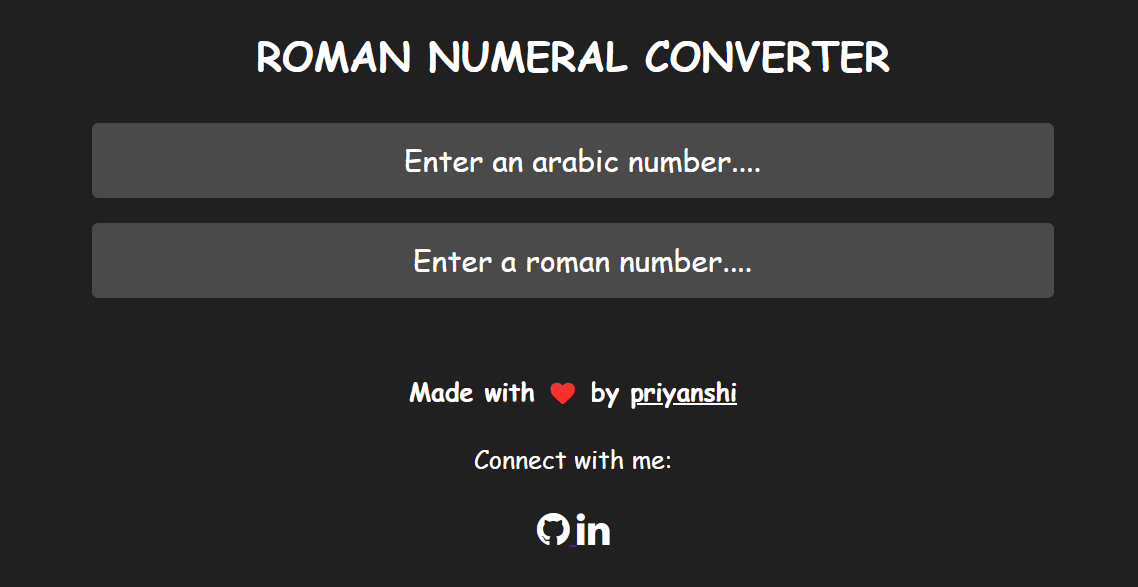 ROMAN NUMERAL CONVERTER
Enter an arabic number....
Enter a roman number....
Made with ❤ by priyanshi
Connect with me:
in